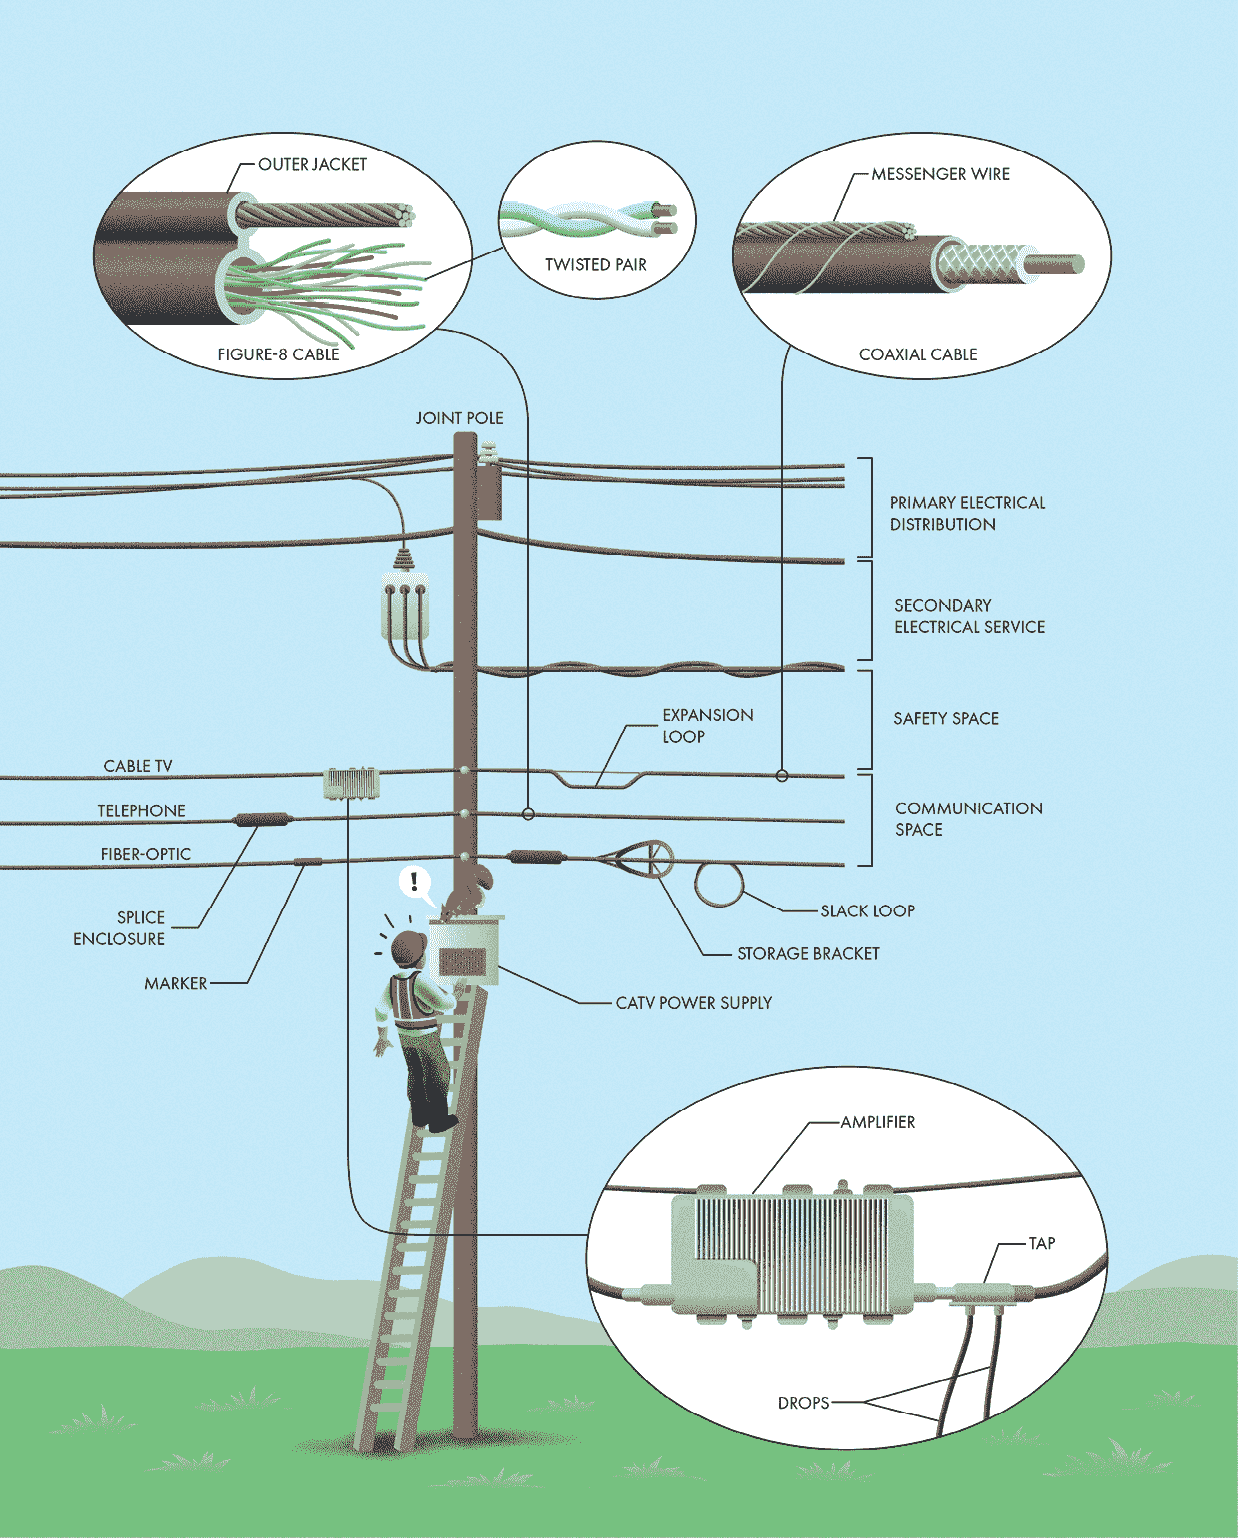 OUTER JACKET
FIGURE-8 CABLE
TWISTED PAIR
MESSENGER WIRE
COAXIAL CABLE
JOINT POLE
PRIMARY ELECTRICAL
DISTRIBUTION
SECONDARY
ELECTRICAL SERVICE
SAFETY SPACE
EXPANSION
LOOP
COMMUNICATION
SPACE
CABLE TV
TELEPHONE
FIBER-OPTIC
!
SPLICE
ENCLOSURE
MARKER
SLACK LOOP
STORAGE BRACKET
CATV POWER SUPPLY
AMPLIFIER
TAP
DROPS